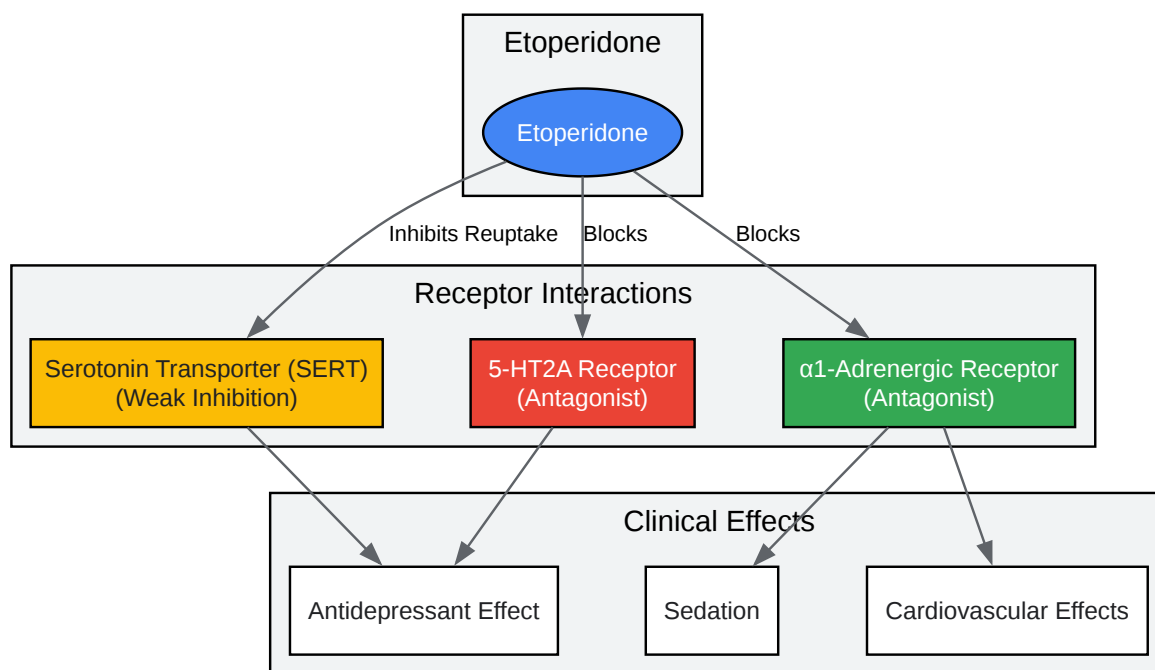 Etoperidone
Etoperidone
Inhibits Reuptake
Blocks
Blocks
Receptor Interactions
Serotonin Transporter (SERT)
(Weak Inhibition)
5-HT2A Receptor
(Antagonist)
α1-Adrenergic Receptor
(Antagonist)
Clinical Effects
Antidepressant Effect
Sedation
Cardiovascular Effects